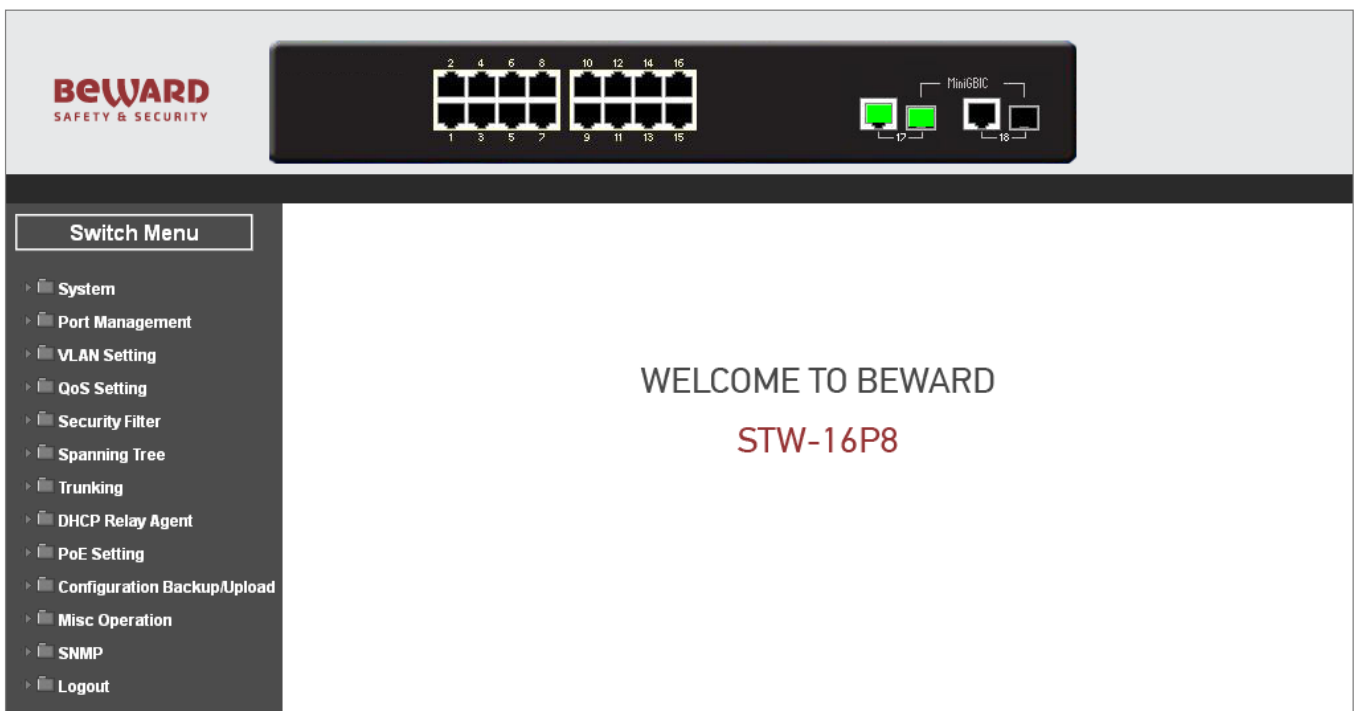 BEWARD
SAFETY & SECURITY
2 4 6 8 10 12 14 16
1 3 5 7 9 11 13 15
MiniGBIC
17 18
Switch Menu
System
Port Management
VLAN Setting
QoS Setting
Security Filter
Spanning Tree
Trunking
DHCP Relay Agent
PoE Setting
Configuration Backup/Upload
Misc Operation
SNMP
Logout
WELCOME TO BEWARD
STW-16P8